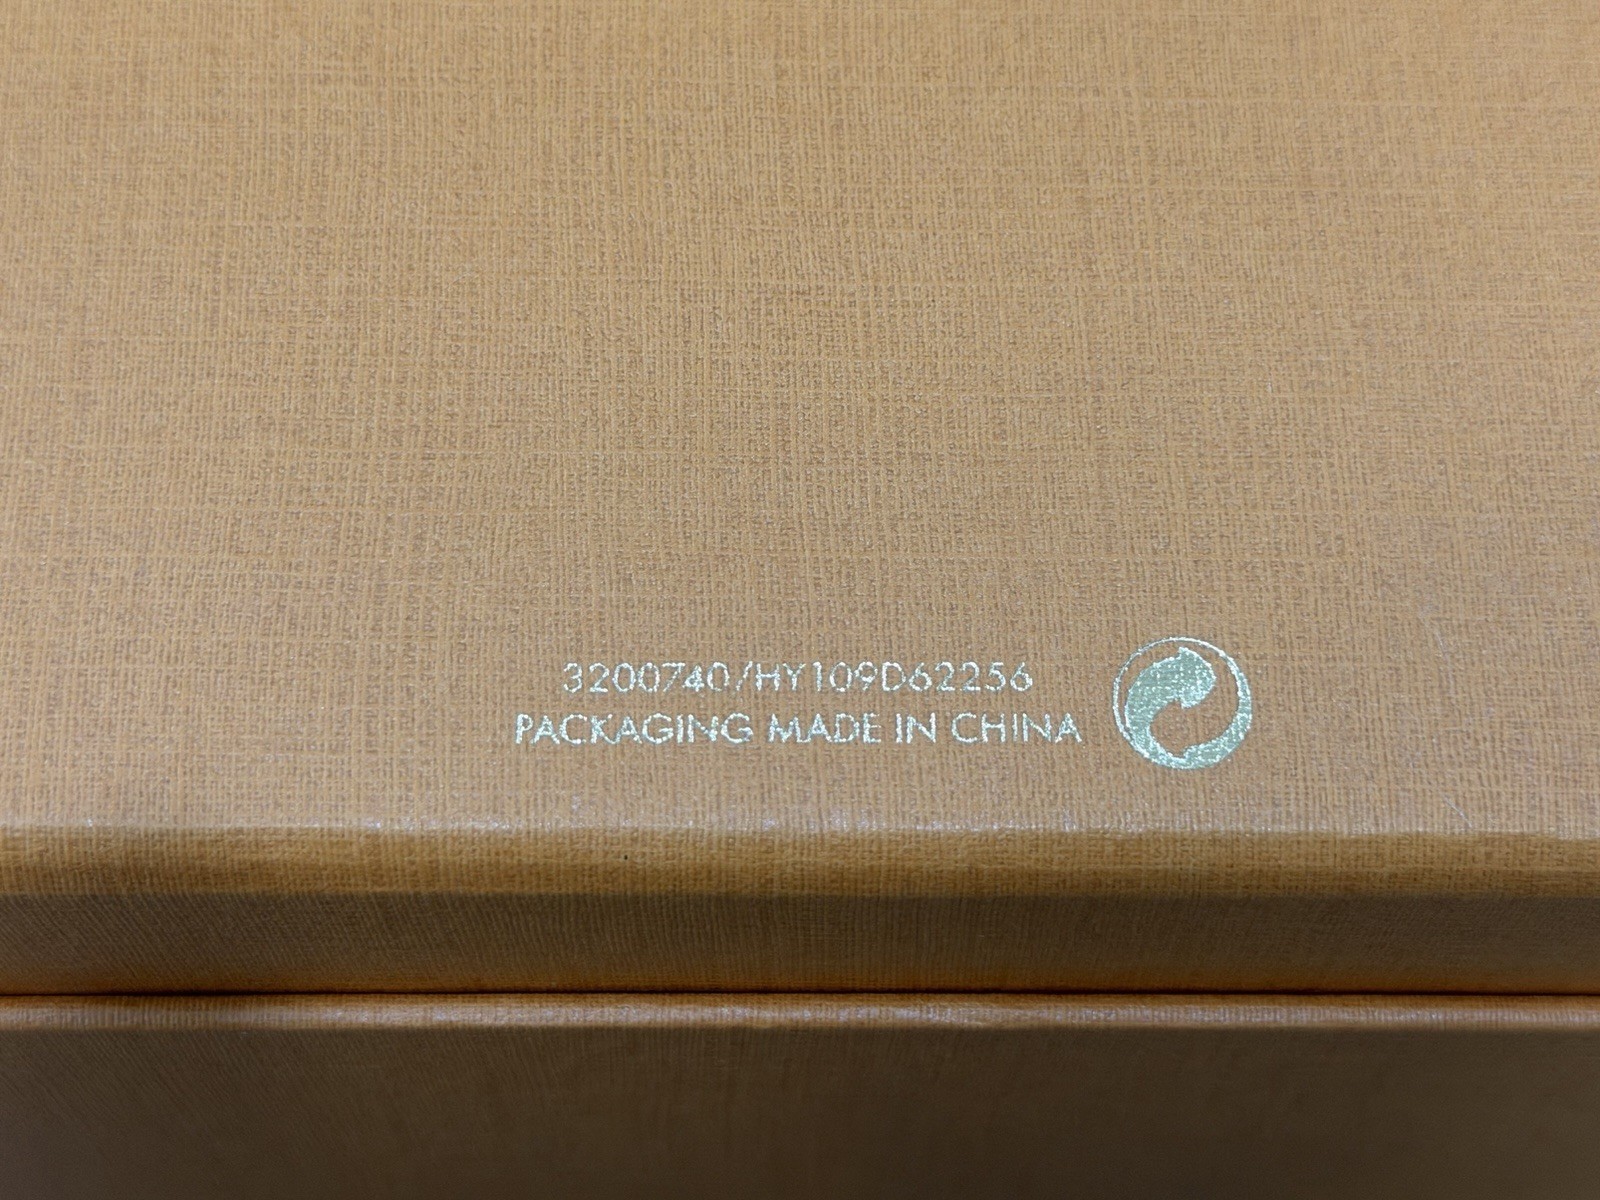 3200740/HY109D62256
PACKAGING MADE IN CHINA